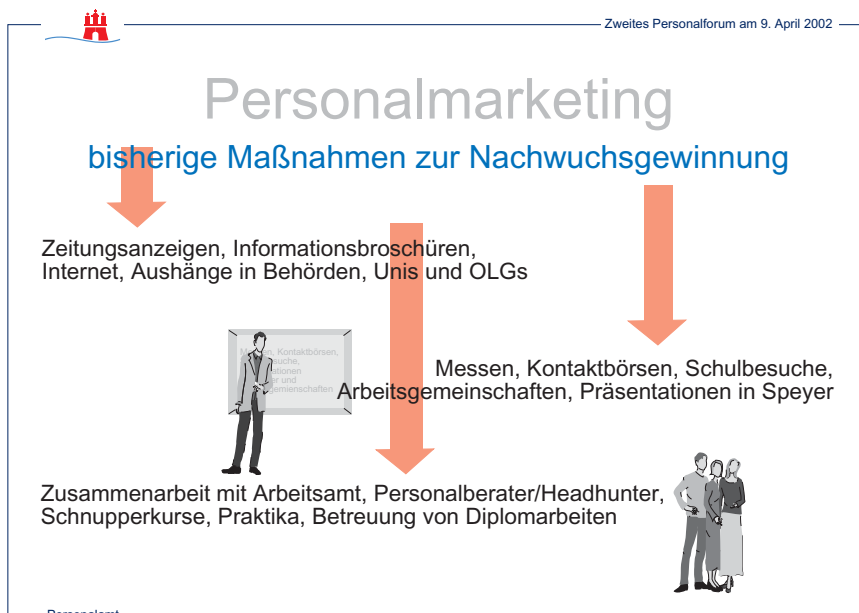 Zweites Personalforum am 9. April 2002
Personalmarketing
bisherige Maßnahmen zur Nachwuchsgewinnung
Zeitungsanzeigen, Informationsbroschüren,
Internet, Aushänge in Behörden, Unis und OLGs
Kontaktbörsen,
Messen, Kontaktbörsen, Schulbesuche,
Arbeitsgemeinschaften, Präsentationen in Speyer
Zusammenarbeit mit Arbeitsamt, Personalberater/Headhunter,
Schnupperkurse, Praktika, Betreuung von Diplomarbeiten
Personalamt